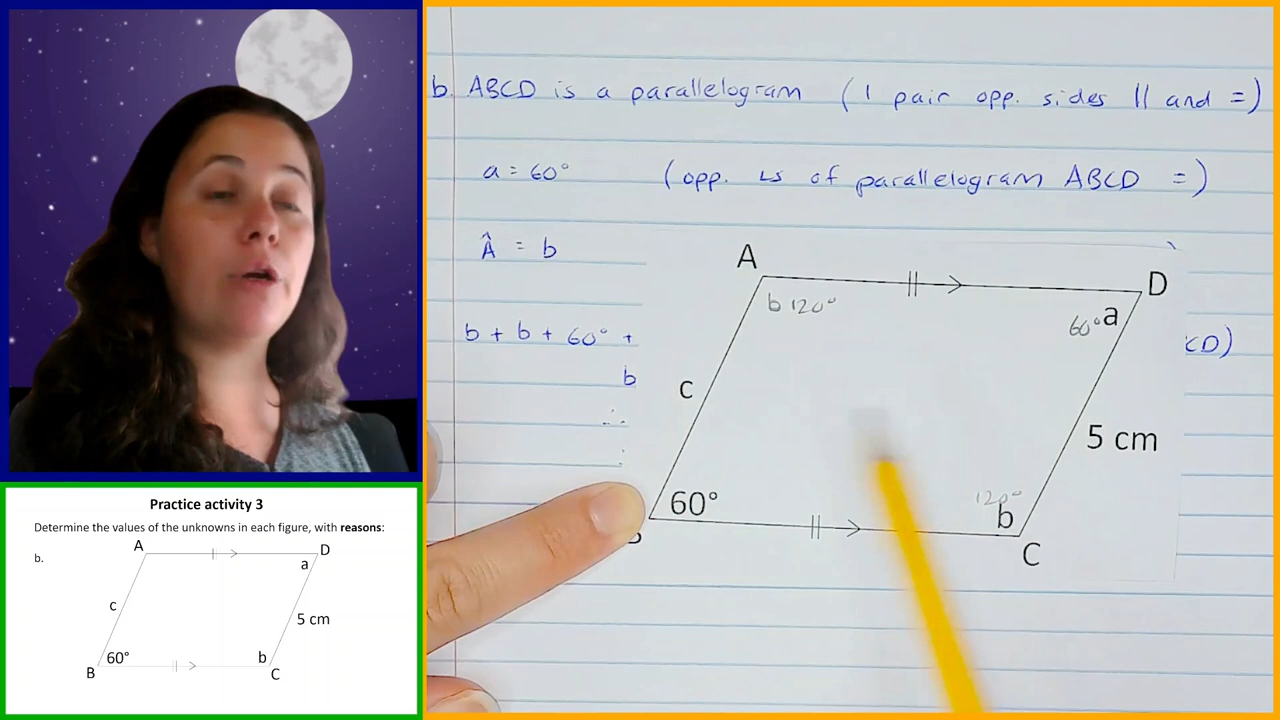 b. ABCD is a parallelogram (1 pair opp. sides || and =)
a = 60° (opp. ∠s of parallelogram ABCD =)
Â = b
b + b + 60° +
CD)
b
∴
A
D
b 120°
60° a
c
5 cm
60°
120°
b
C
Practice activity 3
Determine the values of the unknowns in each figure, with reasons:
b.
A
D
a
c
5 cm
60°
b
B
C